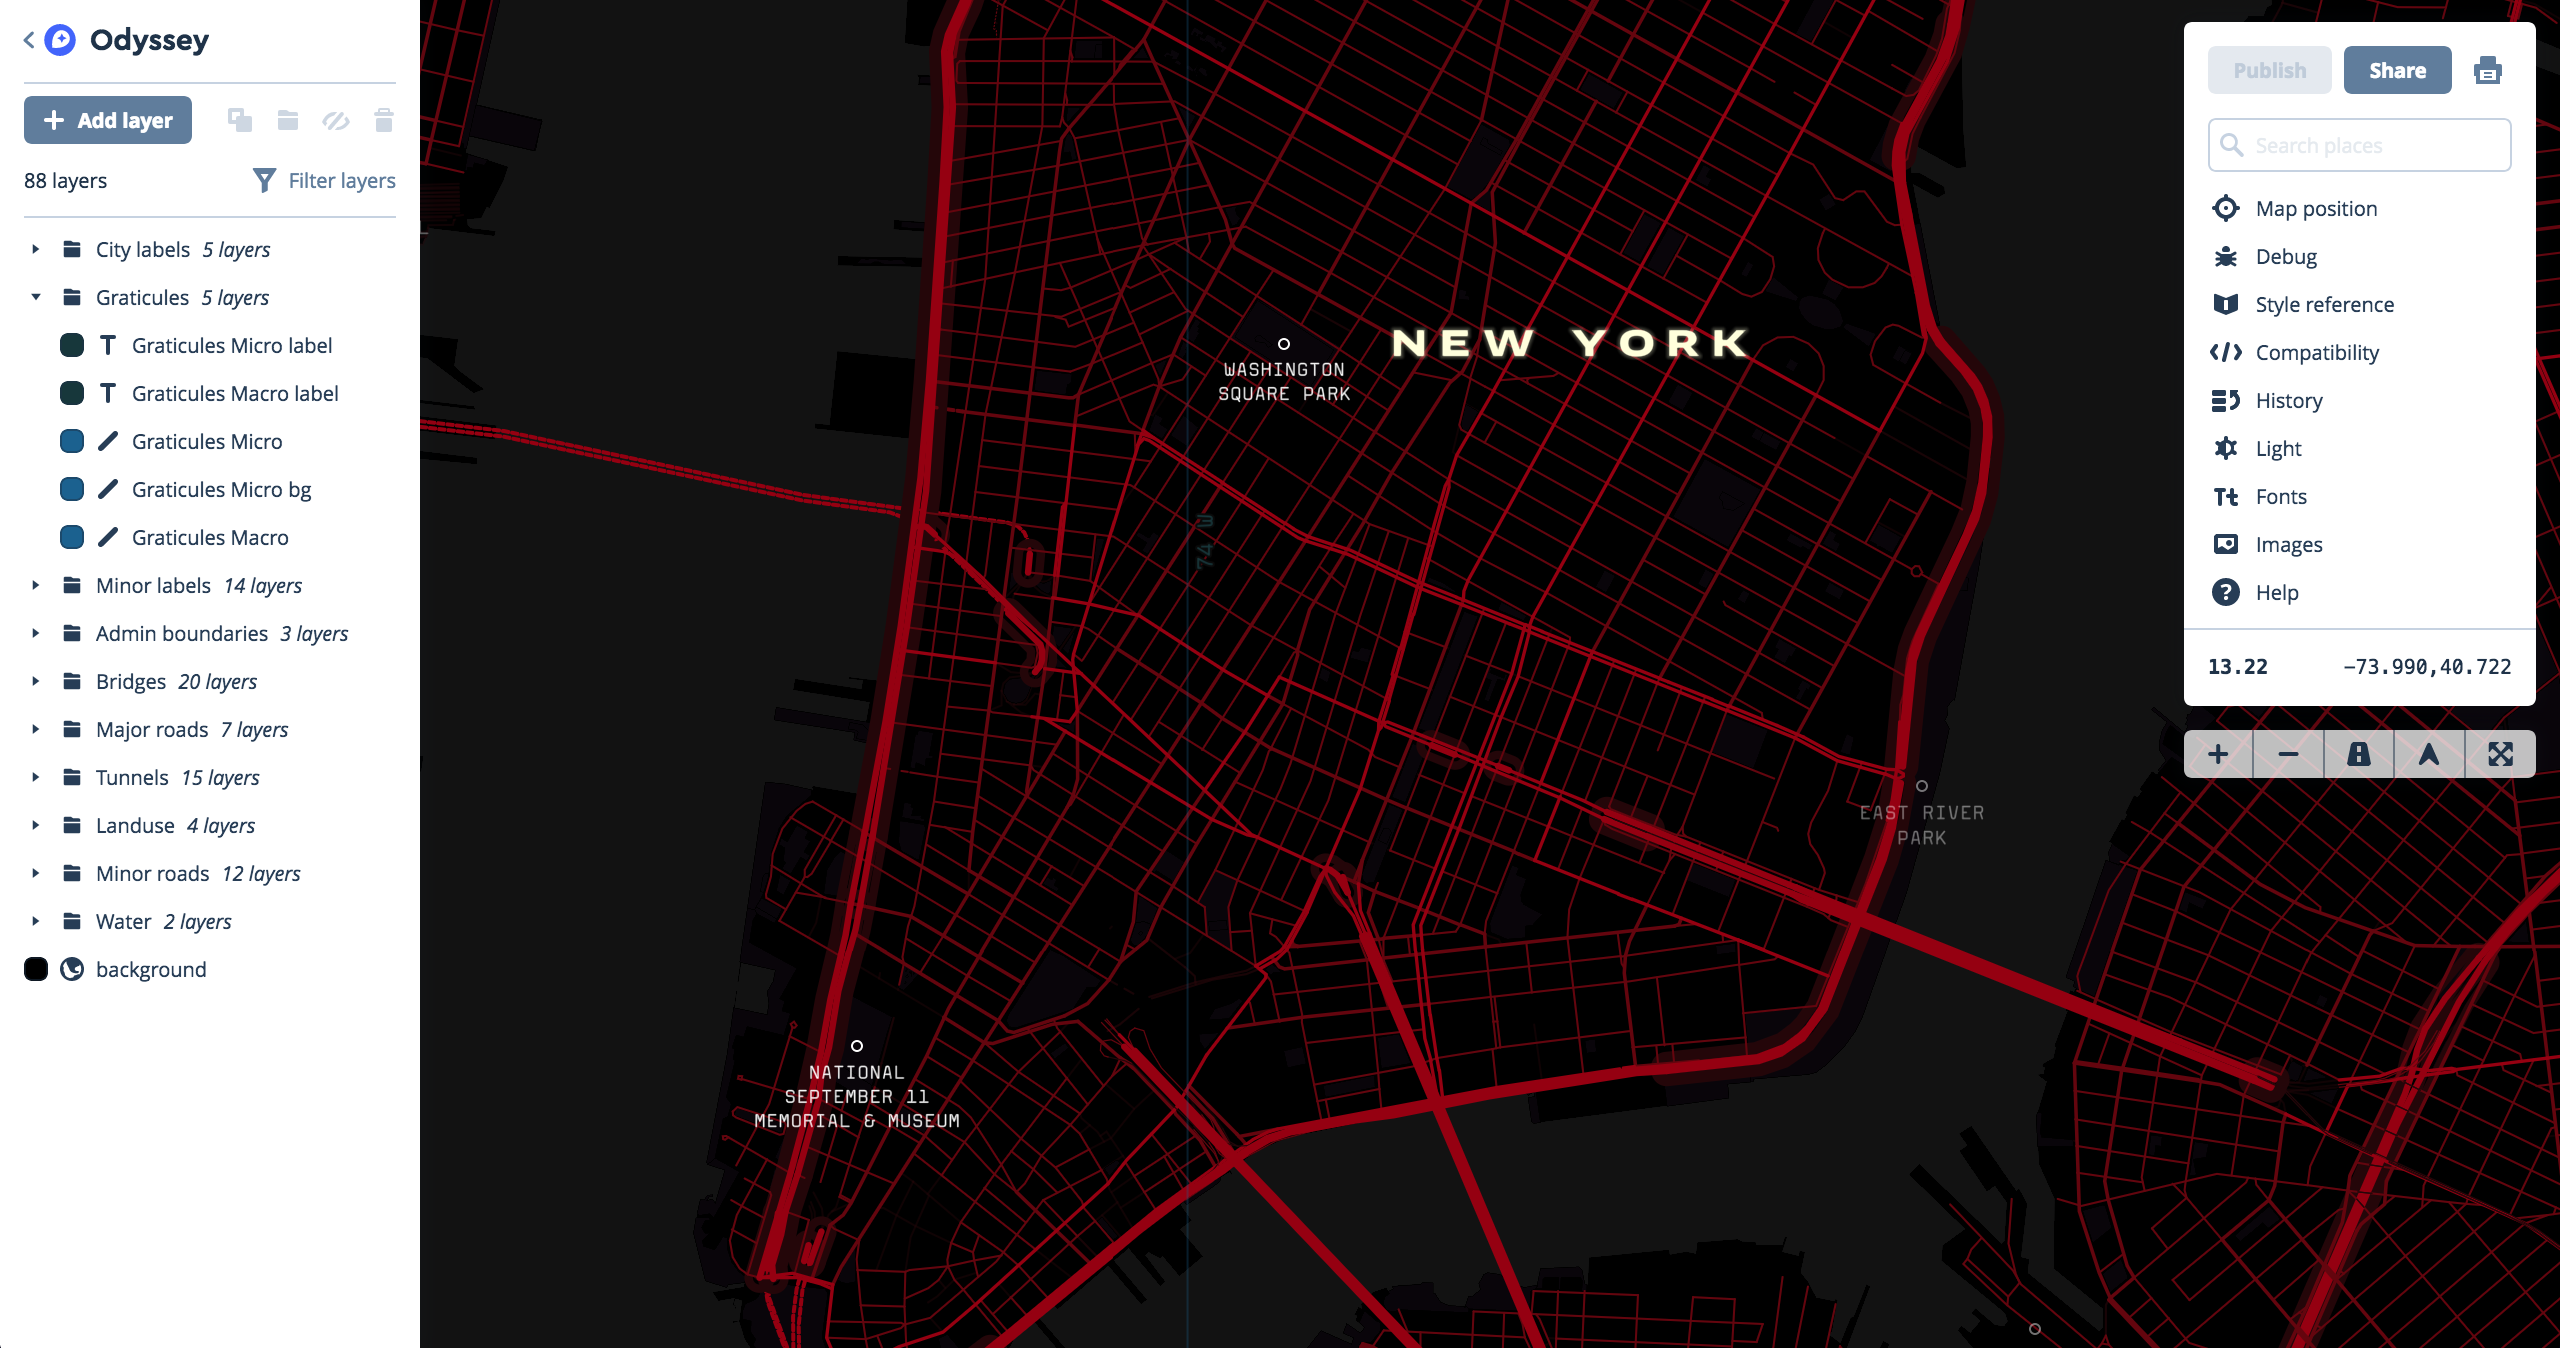 Odyssey
Add layer
88 layers
Filter layers
City labels 5 layers
Graticules 5 layers
Graticules Micro label
Graticules Macro label
Graticules Micro
Graticules Micro bg
Graticules Macro
Minor labels 14 layers
Admin boundaries 3 layers
Bridges 20 layers
Major roads 7 layers
Tunnels 15 layers
Landuse 4 layers
Minor roads 12 layers
Water 2 layers
background
NEW YORK
WASHINGTON
SQUARE PARK
74 W
EAST RIVER
PARK
NATIONAL
SEPTEMBER 11
MEMORIAL & MUSEUM
Publish
Share
Search places
Map position
Debug
Style reference
Compatibility
History
Light
Fonts
Images
Help
13.22
-73.990,40.722